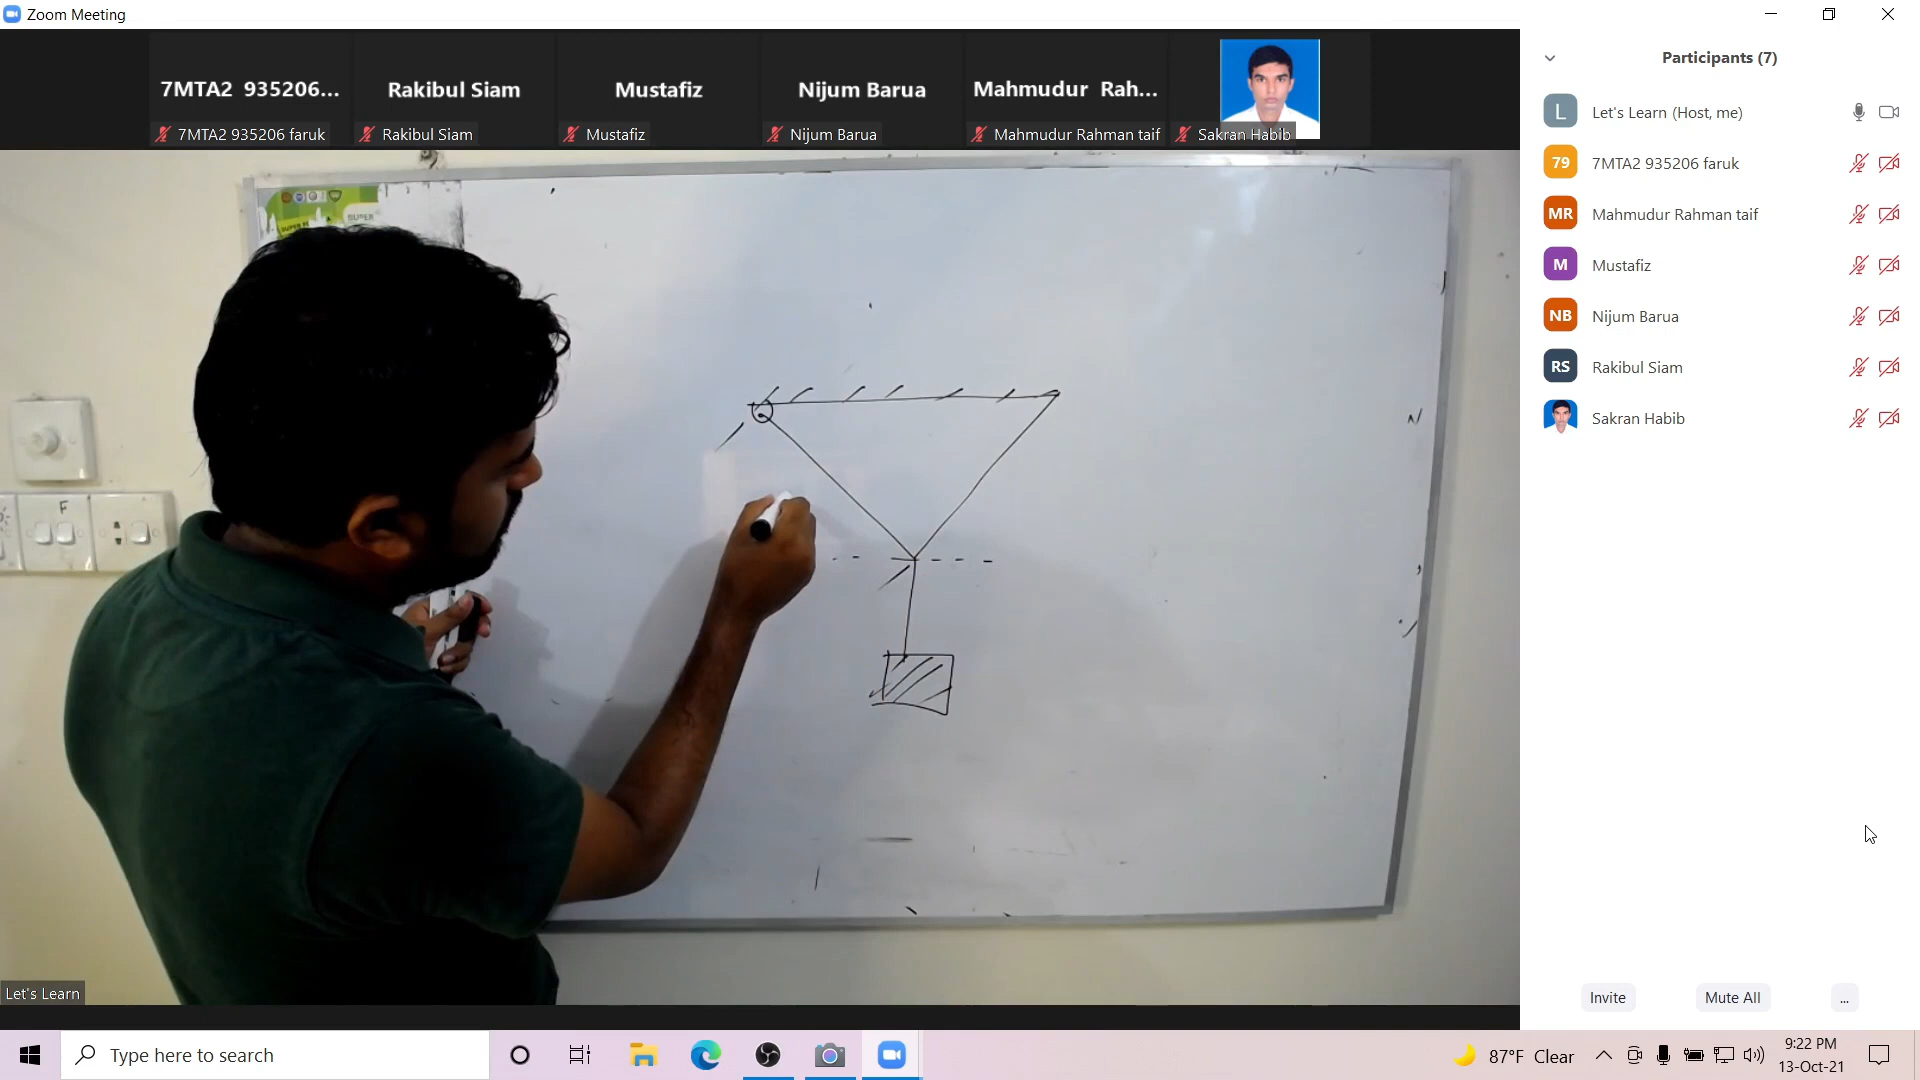 Zoom Meeting
7MTA2 935206...
Rakibul Siam
Mustafiz
Nijum Barua
Mahmudur Rah...
7MTA2 935206 faruk
Rakibul Siam
Mustafiz
Nijum Barua
Mahmudur Rahman taif
Sakran Habib
SUPER
F
Let's Learn
Participants (7)
L Let's Learn (Host, me)
79 7MTA2 935206 faruk
MR Mahmudur Rahman taif
M Mustafiz
NB Nijum Barua
RS Rakibul Siam
Sakran Habib
Invite Mute All ...
Type here to search
87°F Clear
9:22 PM
13-Oct-21